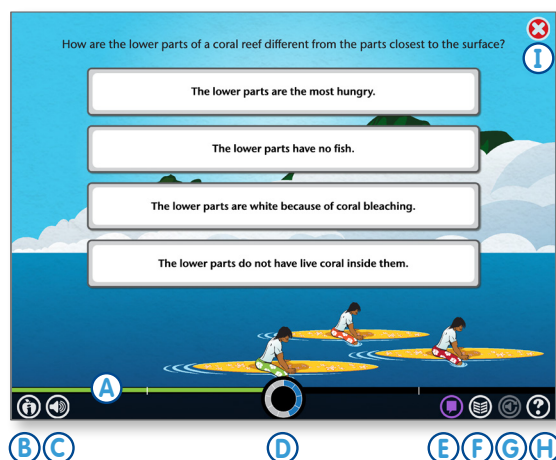 How are the lower parts of a coral reef different from the parts closest to the surface?
I
The lower parts are the most hungry.
The lower parts have no fish.
The lower parts are white because of coral bleaching.
The lower parts do not have live coral inside them.
A
?
B C D E F G H